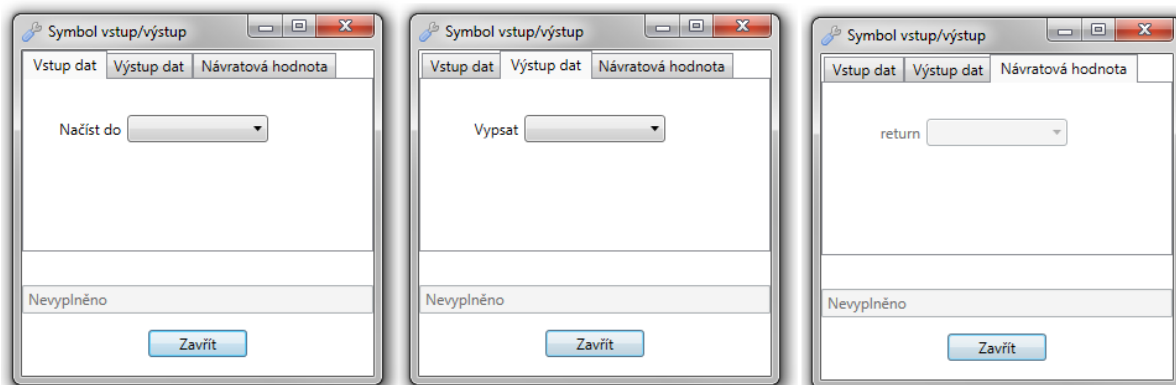 Symbol vstup/výstup
Vstup dat Výstup dat Návratová hodnota
Načíst do
Nevyplněno
Zavřít
Symbol vstup/výstup
Vstup dat Výstup dat Návratová hodnota
Vypsat
Nevyplněno
Zavřít
Symbol vstup/výstup
Vstup dat Výstup dat Návratová hodnota
return
Nevyplněno
Zavřít